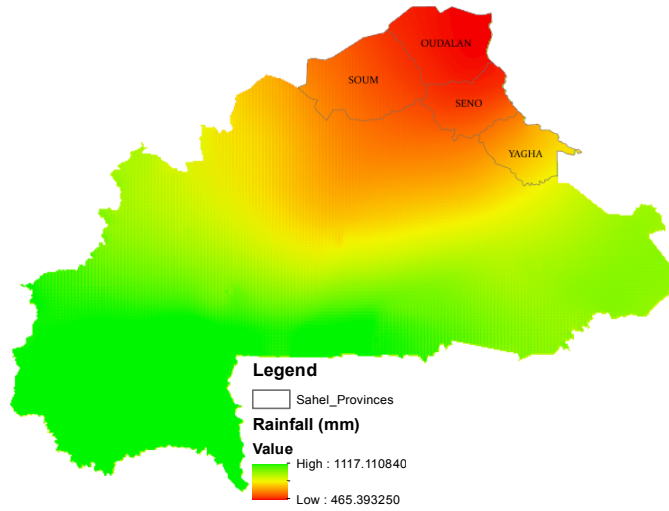 OUDALAN
SOUM
SENO
YAGHA
Legend
Sahel_Provinces
Rainfall (mm)
Value
High : 1117.110840
Low : 465.393250